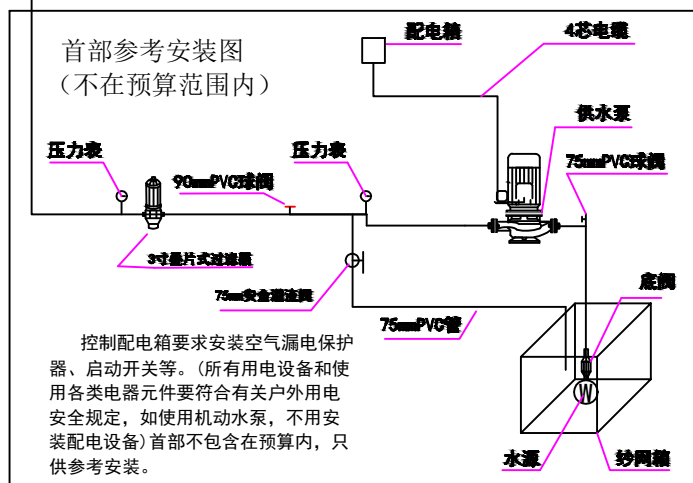 首部参考安装图
（不在预算范围内）
配电箱
4芯电缆
供水泵
压力表
90mmPVC球阀
压力表
75mmPVC球阀
3寸叠片式过滤器
75mm安全泄流阀
75mmPVC管
底阀
控制配电箱要求安装空气漏电保护
器、启动开关等。(所有用电设备和使
用各类电器元件要符合有关户外用电
安全规定，如使用机动水泵，不用安
装配电设备)首部不包含在预算内，只
供参考安装。
W
水源
纱网箱